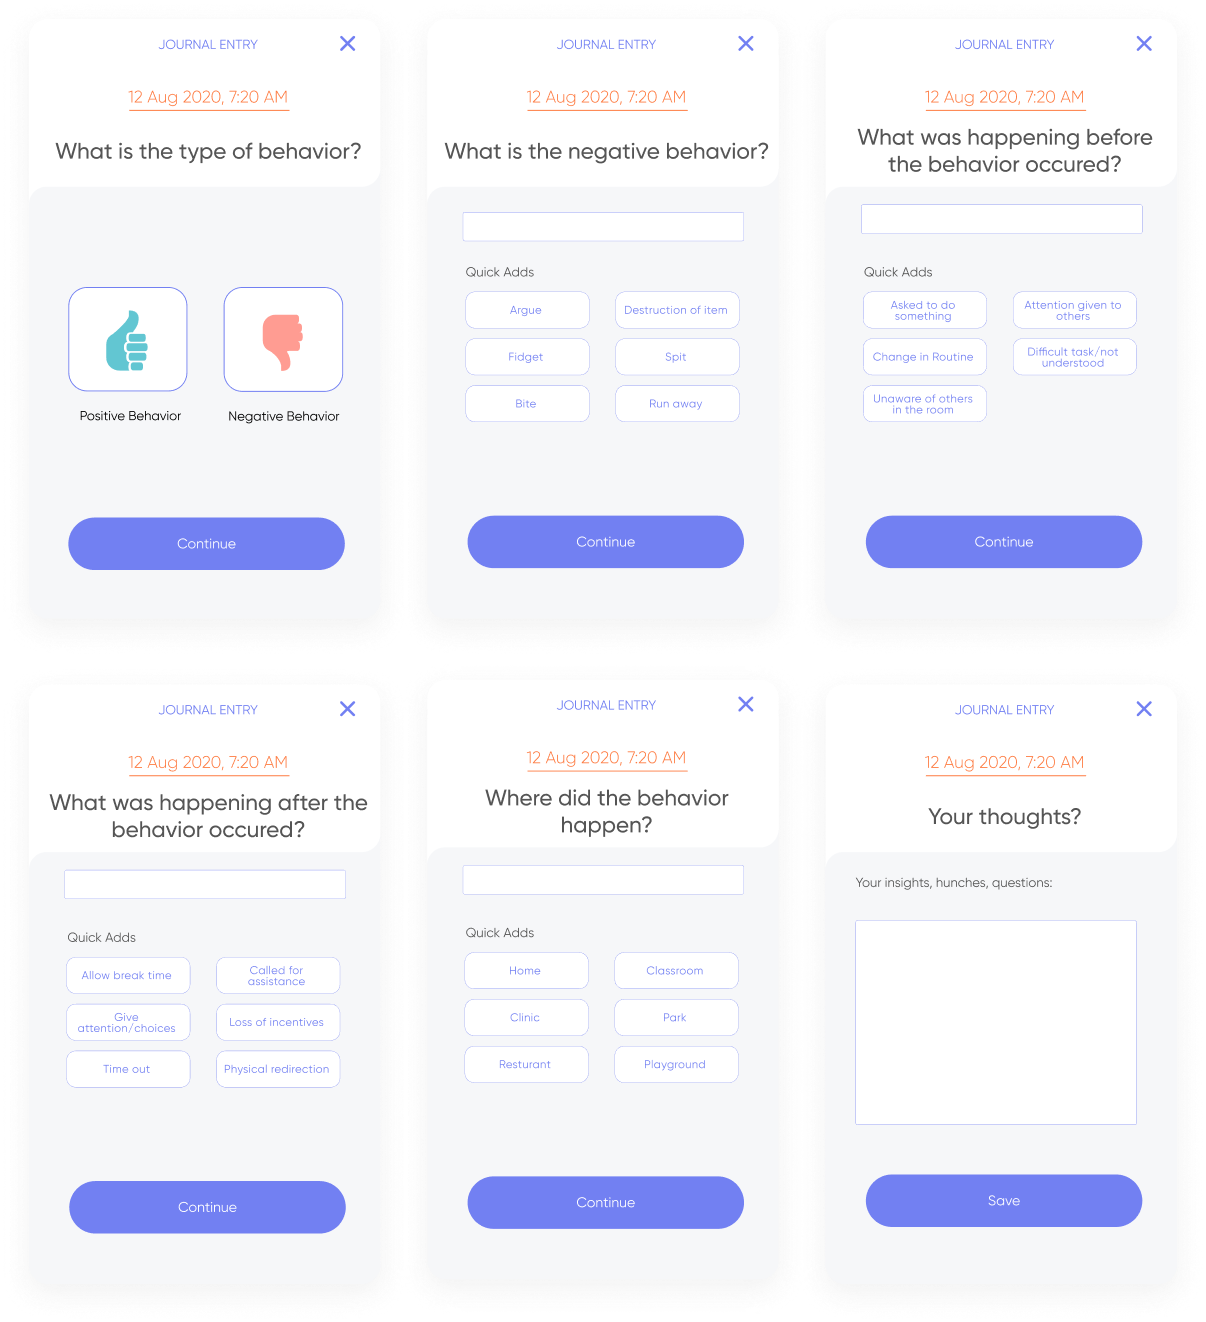 JOURNAL ENTRY
12 Aug 2020, 7:20 AM
What is the type of behavior?
Positive Behavior
Negative Behavior
Continue
JOURNAL ENTRY
12 Aug 2020, 7:20 AM
What is the negative behavior?
Quick Adds
Argue
Destruction of item
Fidget
Spit
Bite
Run away
Continue
JOURNAL ENTRY
12 Aug 2020, 7:20 AM
What was happening before
the behavior occured?
Quick Adds
Asked to do
something
Attention given to
others
Change in Routine
Difficult task/not
understood
Unaware of others
in the room
Continue
JOURNAL ENTRY
12 Aug 2020, 7:20 AM
What was happening after the
behavior occured?
Quick Adds
Allow break time
Called for
assistance
Give
attention/choices
Loss of incentives
Time out
Physical redirection
Continue
JOURNAL ENTRY
12 Aug 2020, 7:20 AM
Where did the behavior
happen?
Quick Adds
Home
Classroom
Clinic
Park
Resturant
Playground
Continue
JOURNAL ENTRY
12 Aug 2020, 7:20 AM
Your thoughts?
Your insights, hunches, questions:
Save